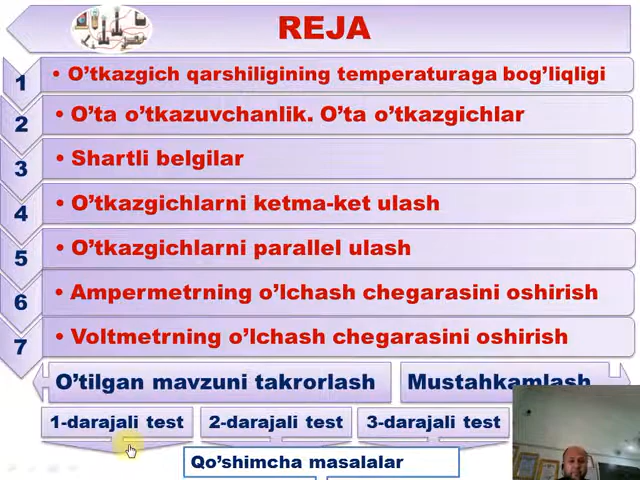 REJA
1 • O’tkazgich qarshiligining temperaturaga bog’liqligi
2 • O’ta o’tkazuvchanlik. O’ta o’tkazgichlar
3 • Shartli belgilar
4 • O’tkazgichlarni ketma-ket ulash
5 • O’tkazgichlarni parallel ulash
6 • Ampermetrning o’lchash chegarasini oshirish
7 • Voltmetrning o’lchash chegarasini oshirish
O’tilgan mavzuni takrorlash Mustahkamlash
1-darajali test 2-darajali test 3-darajali test
Qo’shimcha masalalar